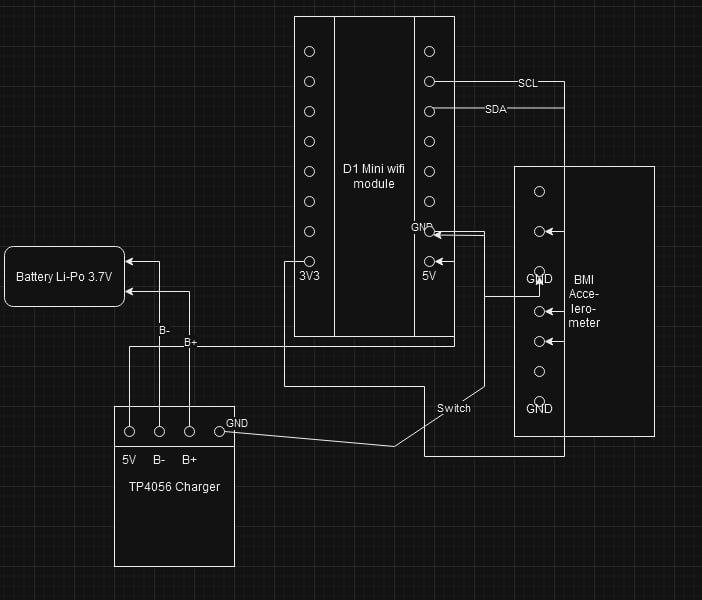 SCL
SDA
D1 Mini wifi
module
GND
3V3
5V
Battery Li-Po 3.7V
GND
BMI
Acce-
lero-
meter
B-
B+
Switch
GND
GND
5V
B-
B+
TP4056 Charger